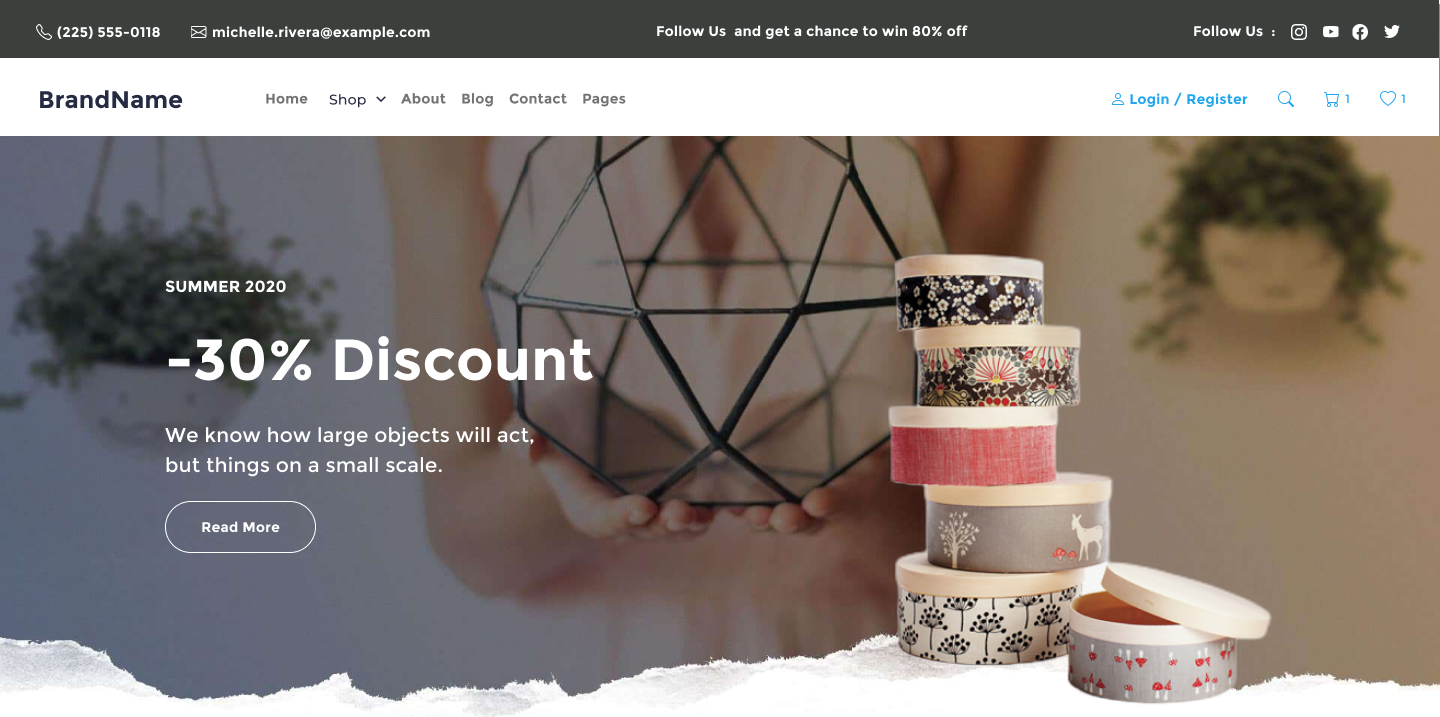 (225) 555-0118 michelle.rivera@example.com Follow Us and get a chance to win 80% off Follow Us :
BrandName Home Shop About Blog Contact Pages Login / Register 1 1
SUMMER 2020
-30% Discount
We know how large objects will act,
but things on a small scale.
Read More